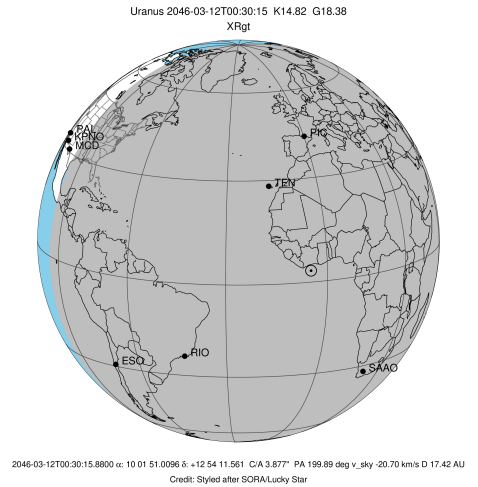 Uranus 2046-03-12T00:30:15 K14.82 G18.38
XRgt
PAL
KPNO
MCD
PIC
TEN
ESO
RIO
SAAO
2046-03-12T00:30:15.8800 α: 10 01 51.0096 δ: +12 54 11.561 C/A 3.877" PA 199.89 deg v_sky -20.70 km/s D 17.42 AU
Credit: Styled after SORA/Lucky Star